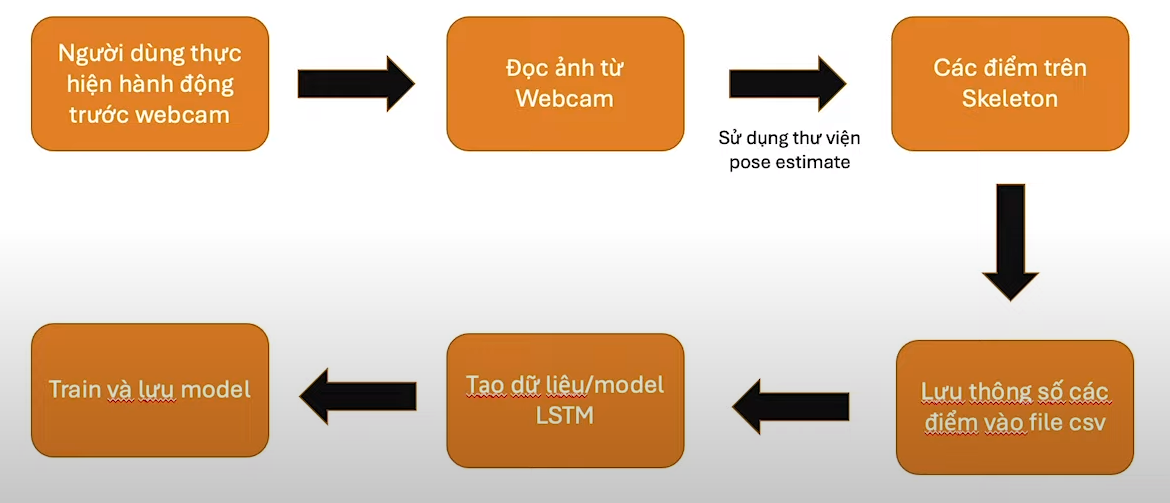 Người dùng thực
hiện hành động
trước webcam
Đọc ảnh từ
Webcam
Sử dụng thư viện
pose estimate
Các điểm trên
Skeleton
Lưu thông số các
điểm vào file csv
Tạo dữ liệu/model
LSTM
Train và lưu model